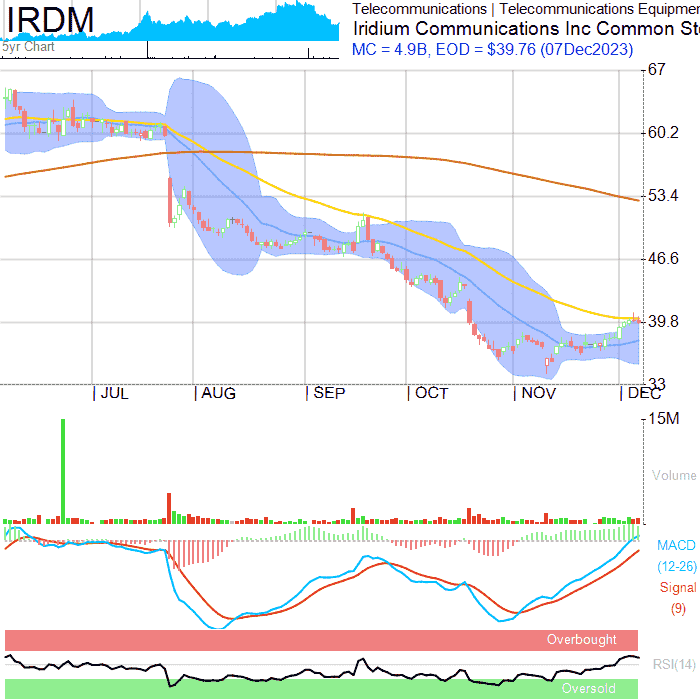 IRDM
5yr Chart
Telecommunications | Telecommunications Equipmen
Iridium Communications Inc Common Sto
MC = 4.9B, EOD = $39.76 (07Dec2023)
67
60.2
53.4
46.6
39.8
33
JUL
AUG
SEP
OCT
NOV
DEC
15M
Volume
MACD
(12-26)
Signal
(9)
Overbought
RSI(14)
Oversold